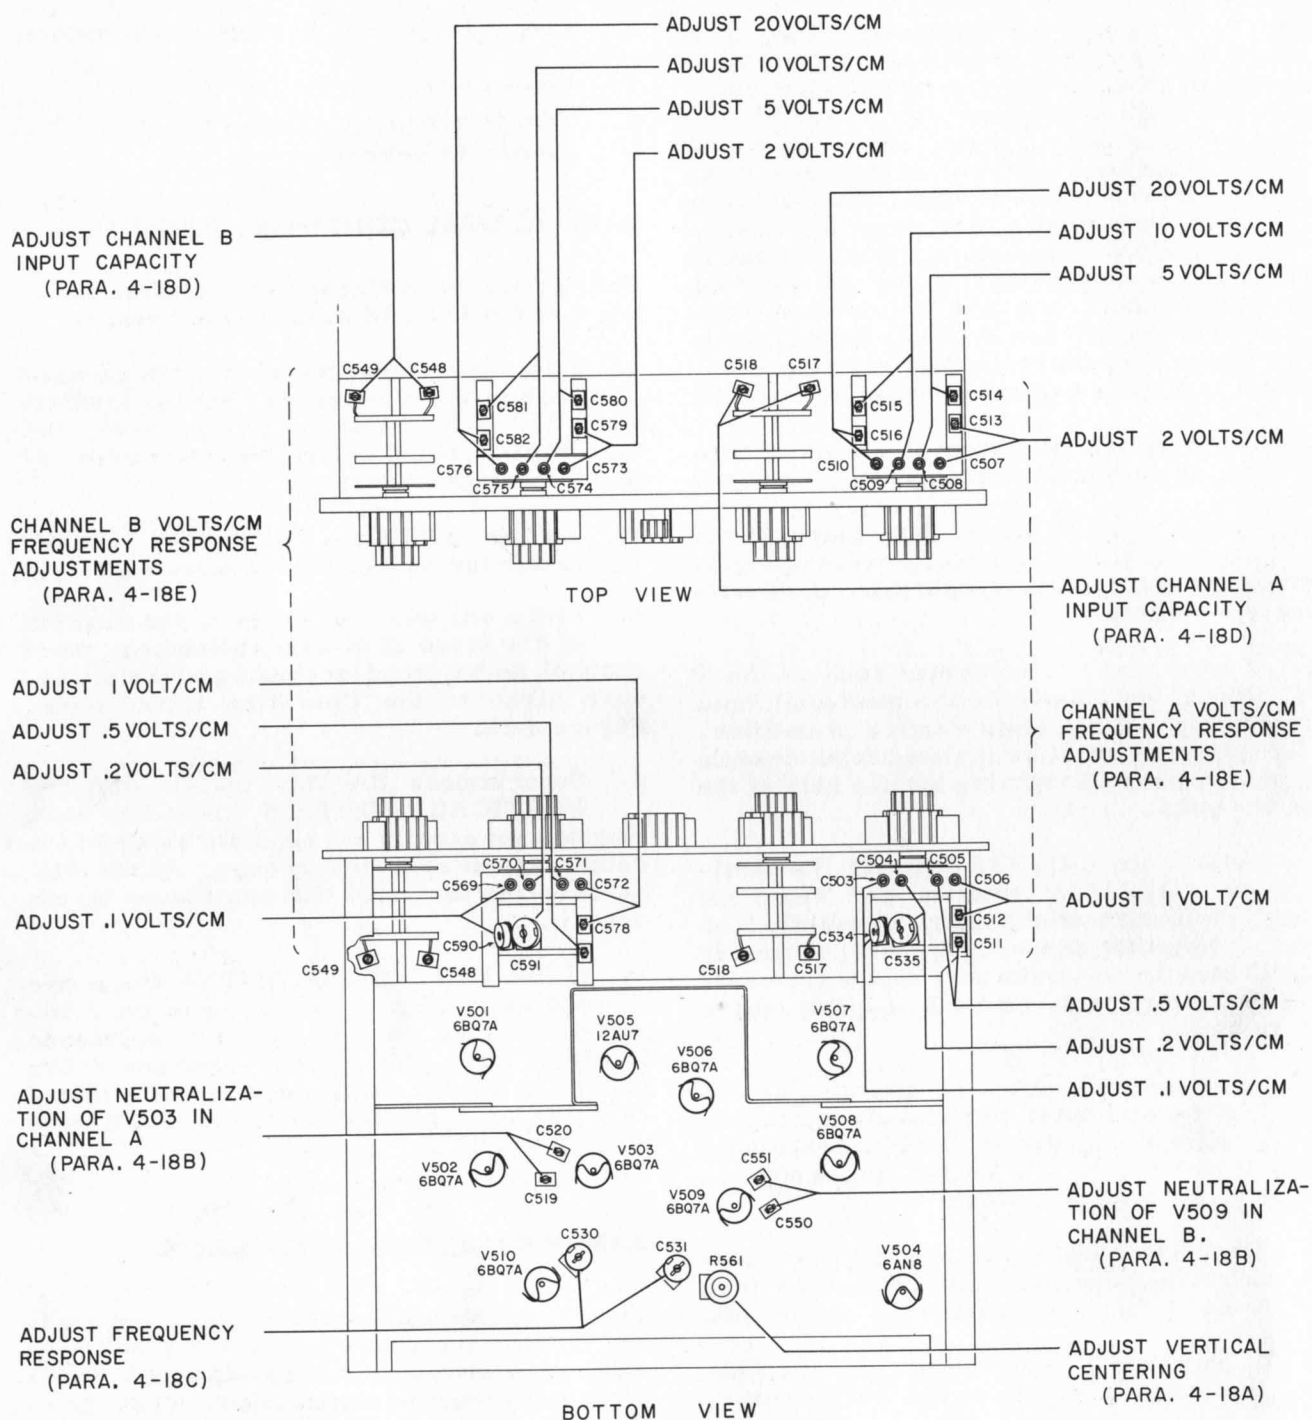 ADJUST 20 VOLTS/CM
ADJUST 10 VOLTS/CM
ADJUST 5 VOLTS/CM
ADJUST 2 VOLTS/CM
ADJUST 20 VOLTS/CM
ADJUST 10 VOLTS/CM
ADJUST 5 VOLTS/CM
ADJUST CHANNEL B
INPUT CAPACITY
(PARA. 4-18D)
C549
C548
C581
C582
C580
C579
C576
C575
C574
C573
C518
C517
C515
C516
C514
C513
C510
C509
C508
C507
ADJUST 2 VOLTS/CM
CHANNEL B VOLTS/CM
FREQUENCY RESPONSE
ADJUSTMENTS
(PARA. 4-18E)
TOP VIEW
ADJUST CHANNEL A
INPUT CAPACITY
(PARA. 4-18D)
ADJUST 1 VOLT/CM
ADJUST .5 VOLTS/CM
ADJUST .2 VOLTS/CM
CHANNEL A VOLTS/CM
FREQUENCY RESPONSE
ADJUSTMENTS
(PARA. 4-18E)
C570
C571
C569
C572
C504
C505
C503
C506
ADJUST .1 VOLTS/CM
C578
C590
C591
C549
C548
C512
C534
C511
C535
C518
C517
ADJUST 1 VOLT/CM
ADJUST .5 VOLTS/CM
ADJUST .2 VOLTS/CM
ADJUST .1 VOLTS/CM
V501
6BQ7A
V505
12AU7
V506
6BQ7A
V507
6BQ7A
ADJUST NEUTRALIZA-
TION OF V503 IN
CHANNEL A
(PARA. 4-18B)
C520
V502
6BQ7A
C519
V503
6BQ7A
V508
6BQ7A
C551
V509
6BQ7A
C550
ADJUST NEUTRALIZA-
TION OF V509 IN
CHANNEL B.
(PARA. 4-18B)
V510
6BQ7A
C530
C531
R561
V504
6AN8
ADJUST FREQUENCY
RESPONSE
(PARA. 4-18C)
ADJUST VERTICAL
CENTERING
(PARA. 4-18A)
BOTTOM VIEW